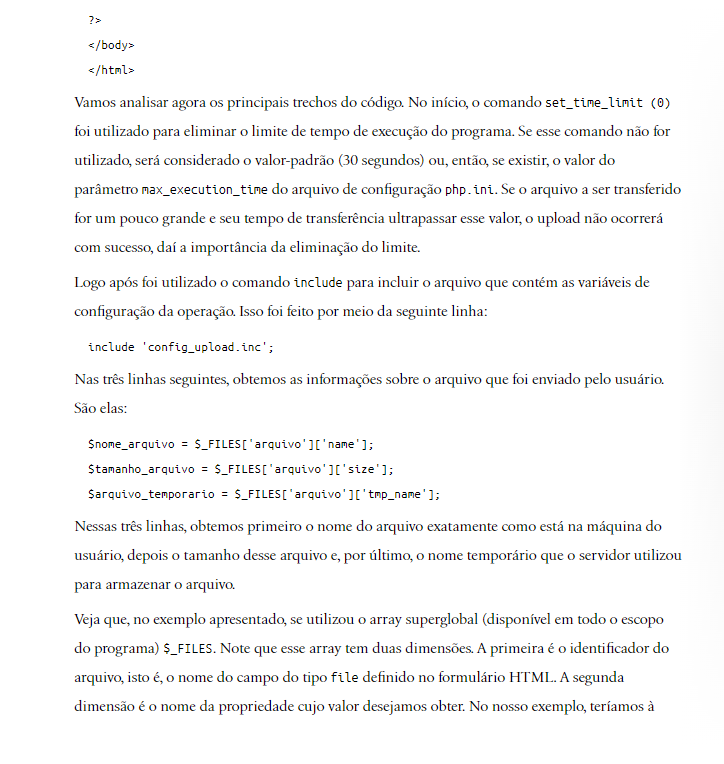 ?>
</body>
</html>
Vamos analisar agora os principais trechos do código. No início, o comando set_time_limit (0)
foi utilizado para eliminar o limite de tempo de execução do programa. Se esse comando não for
utilizado, será considerado o valor-padrão (30 segundos) ou, então, se existir, o valor do
parâmetro max_execution_time do arquivo de configuração php.ini. Se o arquivo a ser transferido
for um pouco grande e seu tempo de transferência ultrapassar esse valor, o upload não ocorrerá
com sucesso, daí a importância da eliminação do limite.
Logo após foi utilizado o comando include para incluir o arquivo que contém as variáveis de
configuração da operação. Isso foi feito por meio da seguinte linha:
include 'config_upload.inc';
Nas três linhas seguintes, obtemos as informações sobre o arquivo que foi enviado pelo usuário.
São elas:
$nome_arquivo = $_FILES['arquivo']['name'];
$tamanho_arquivo = $_FILES['arquivo']['size'];
$arquivo_temporario = $_FILES['arquivo']['tmp_name'];
Nessas três linhas, obtemos primeiro o nome do arquivo exatamente como está na máquina do
usuário, depois o tamanho desse arquivo e, por último, o nome temporário que o servidor utilizou
para armazenar o arquivo.
Veja que, no exemplo apresentado, se utilizou o array superglobal (disponível em todo o escopo
do programa) $_FILES. Note que esse array tem duas dimensões. A primeira é o identificador do
arquivo, isto é, o nome do campo do tipo file definido no formulário HTML. A segunda
dimensão é o nome da propriedade cujo valor desejamos obter. No nosso exemplo, teríamos à